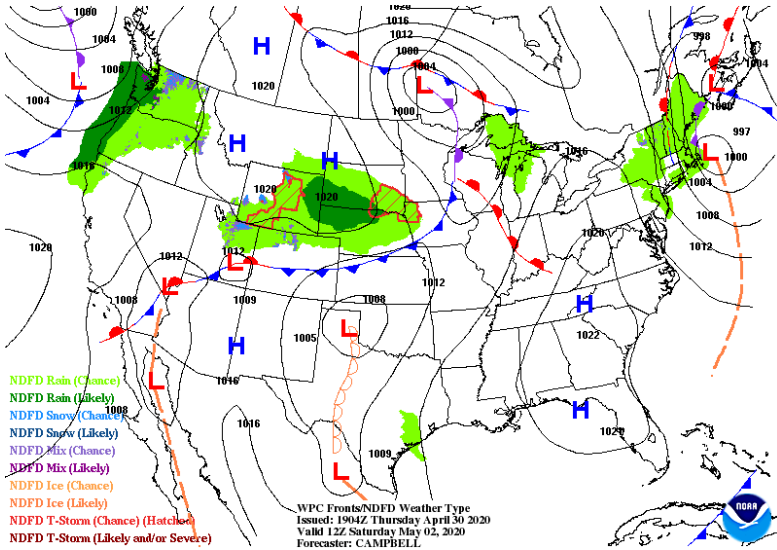 1000
1016
1012
1000
1004
998
1004
1004
H
H
1008
L
1020
L
L
1004
1012
1000
1000
997
H
1016
L
1000
1016
H
1020
1020
1004
1008
1020
1020
1012
1012
1012
L
L
1012
1008
1009
1008
H
L
1005
1022
H
L
1016
H
1008
1016
1021
1009
L
NDFD Rain (Chance)
NDFD Rain (Likely)
NDFD Snow (Chance)
NDFD Snow (Likely)
NDFD Mix (Chance)
NDFD Mix (Likely)
NDFD Ice (Chance)
NDFD Ice (Likely)
NDFD T-Storm (Chance) (Hatched)
NDFD T-Storm (Likely and/or Severe)
WPC Fronts/NDFD Weather Type
Issued: 1904Z Thursday April 30 2020
Valid 12Z Saturday May 02, 2020
Forecaster: CAMPBELL
NOAA